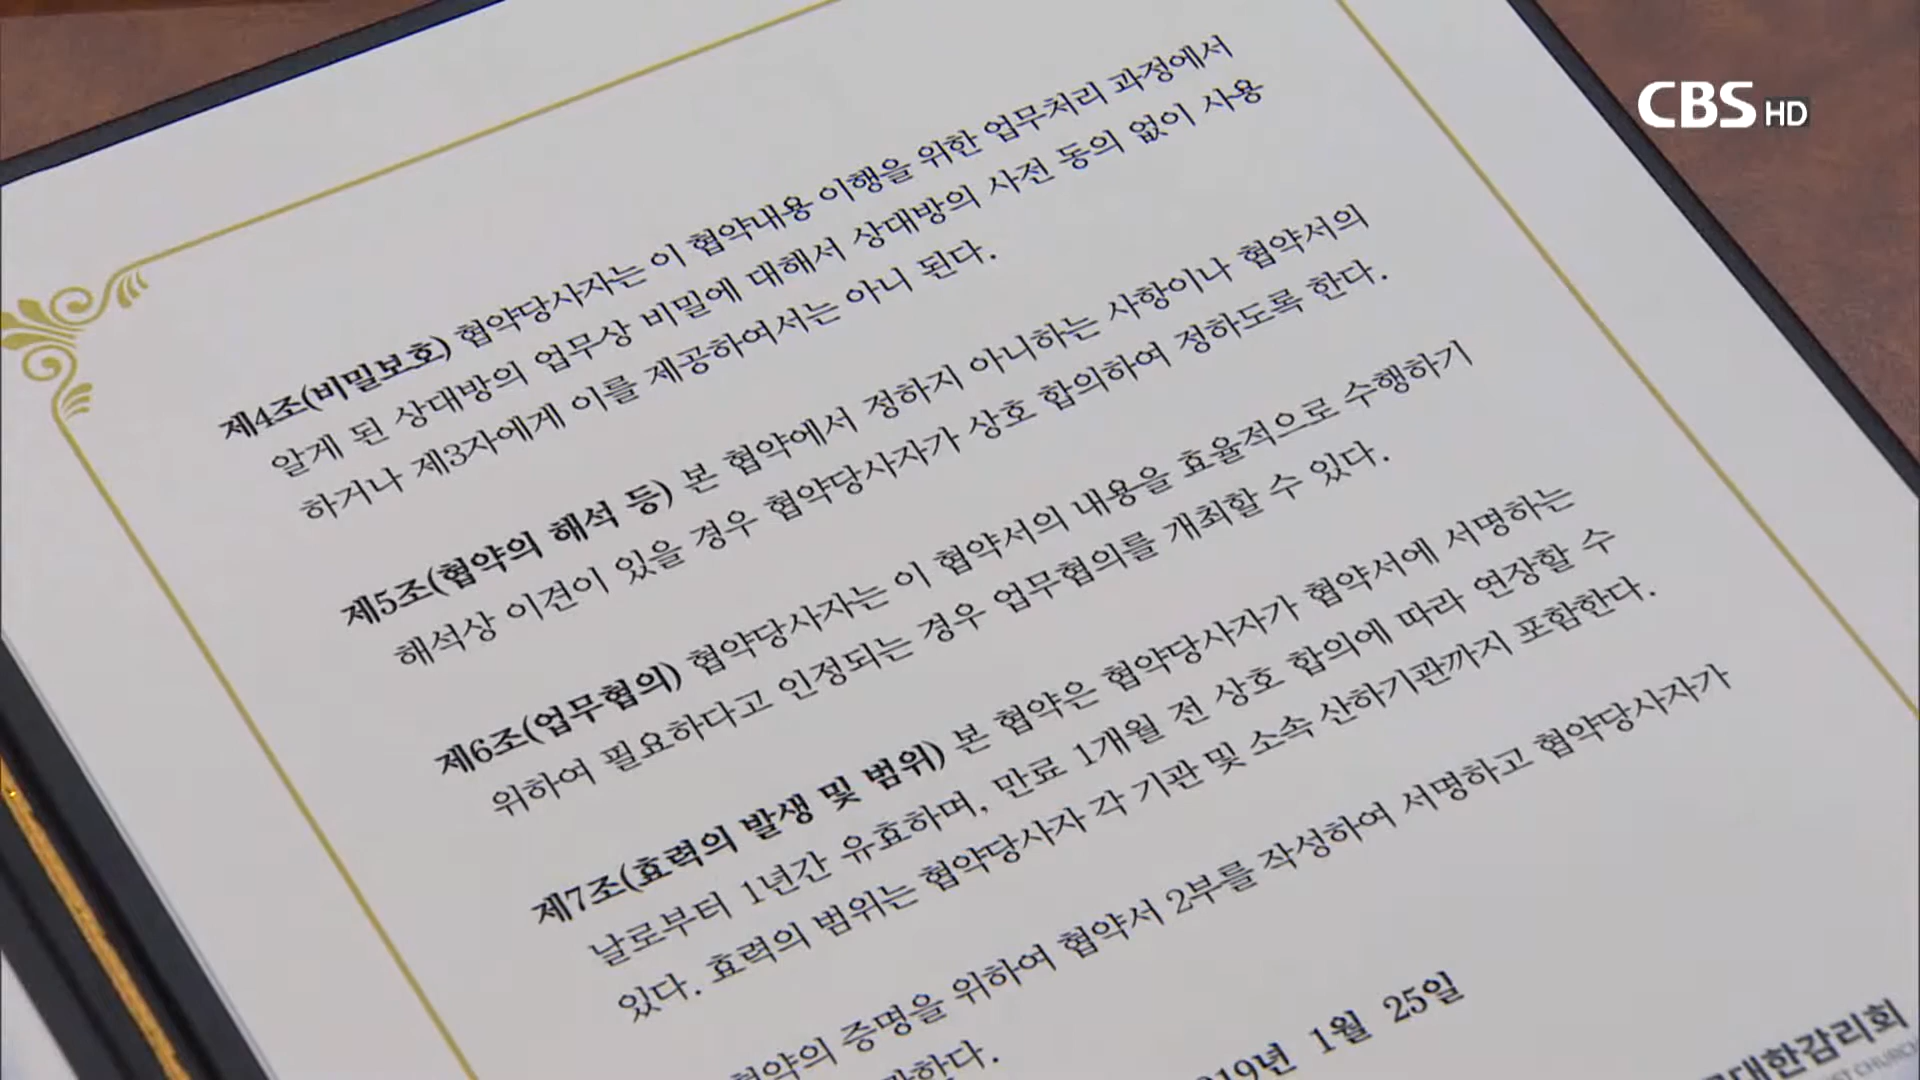 CBS HD
제4조(비밀보호) 협약당사자는 이 협약내용 이행을 위한 업무처리 과정에서
알게 된 상대방의 업무상 비밀에 대해서 상대방의 사전 동의 없이 사용
하거나 제3자에게 이를 제공하여서는 아니 된다.
제5조(협약의 해석 등) 본 협약에서 정하지 아니하는 사항이나 협약서의
해석상 이견이 있을 경우 협약당사자가 상호 합의하여 정하도록 한다.
제6조(업무협의) 협약당사자는 이 협약서의 내용을 효율적으로 수행하기
위하여 필요하다고 인정되는 경우 업무협의를 개최할 수 있다.
제7조(효력의 발생 및 범위) 본 협약은 협약당사자가 협약서에 서명하는
날로부터 1년간 유효하며, 만료 1개월 전 상호 합의에 따라 연장할 수
있다. 효력의 범위는 협약당사자 각 기관 및 소속 산하기관까지 포함한다.
협약의 증명을 위하여 협약서 2부를 작성하여 서명하고 협약당사자가
1월 25일
대한감리회